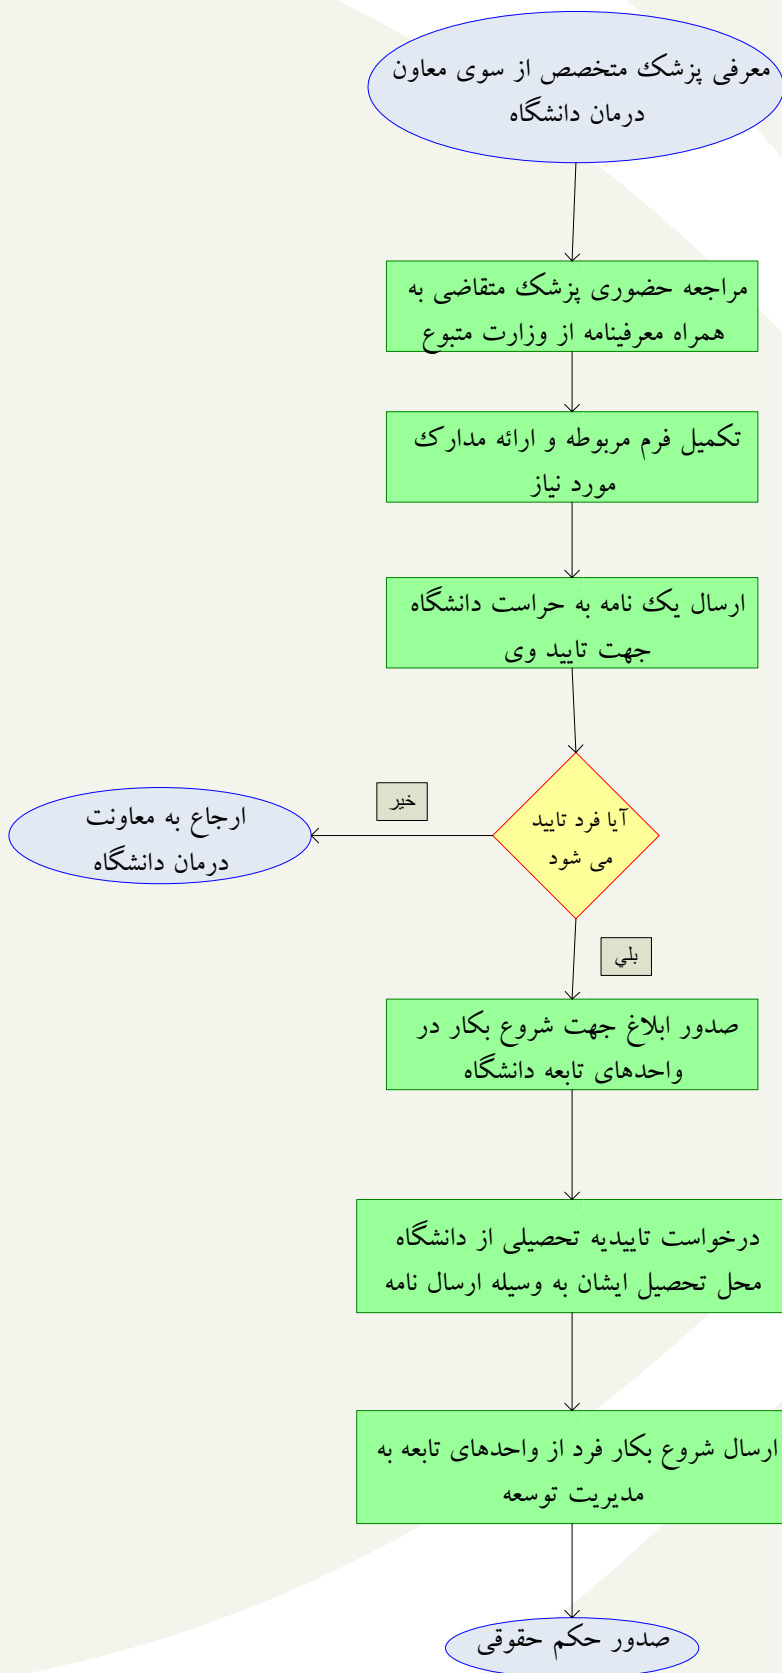 معرفی پزشک متخصص از سوی معاون
درمان دانشگاه
مراجعه حضوری پزشک متقاضی به
همراه معرفینامه از وزارت متبوع
تکمیل فرم مربوطه و ارائه مدارک
مورد نیاز
ارسال یک نامه به حراست دانشگاه
جهت تایید وی
آیا فرد تایید
می شود
خیر
ارجاع به معاونت
درمان دانشگاه
بلي
صدور ابلاغ جهت شروع بکار در
واحدهای تابعه دانشگاه
درخواست تاییدیه تحصیلی از دانشگاه
محل تحصیل ایشان به وسیله ارسال نامه
ارسال شروع بکار فرد از واحدهای تابعه به
مدیریت توسعه
صدور حکم حقوقی